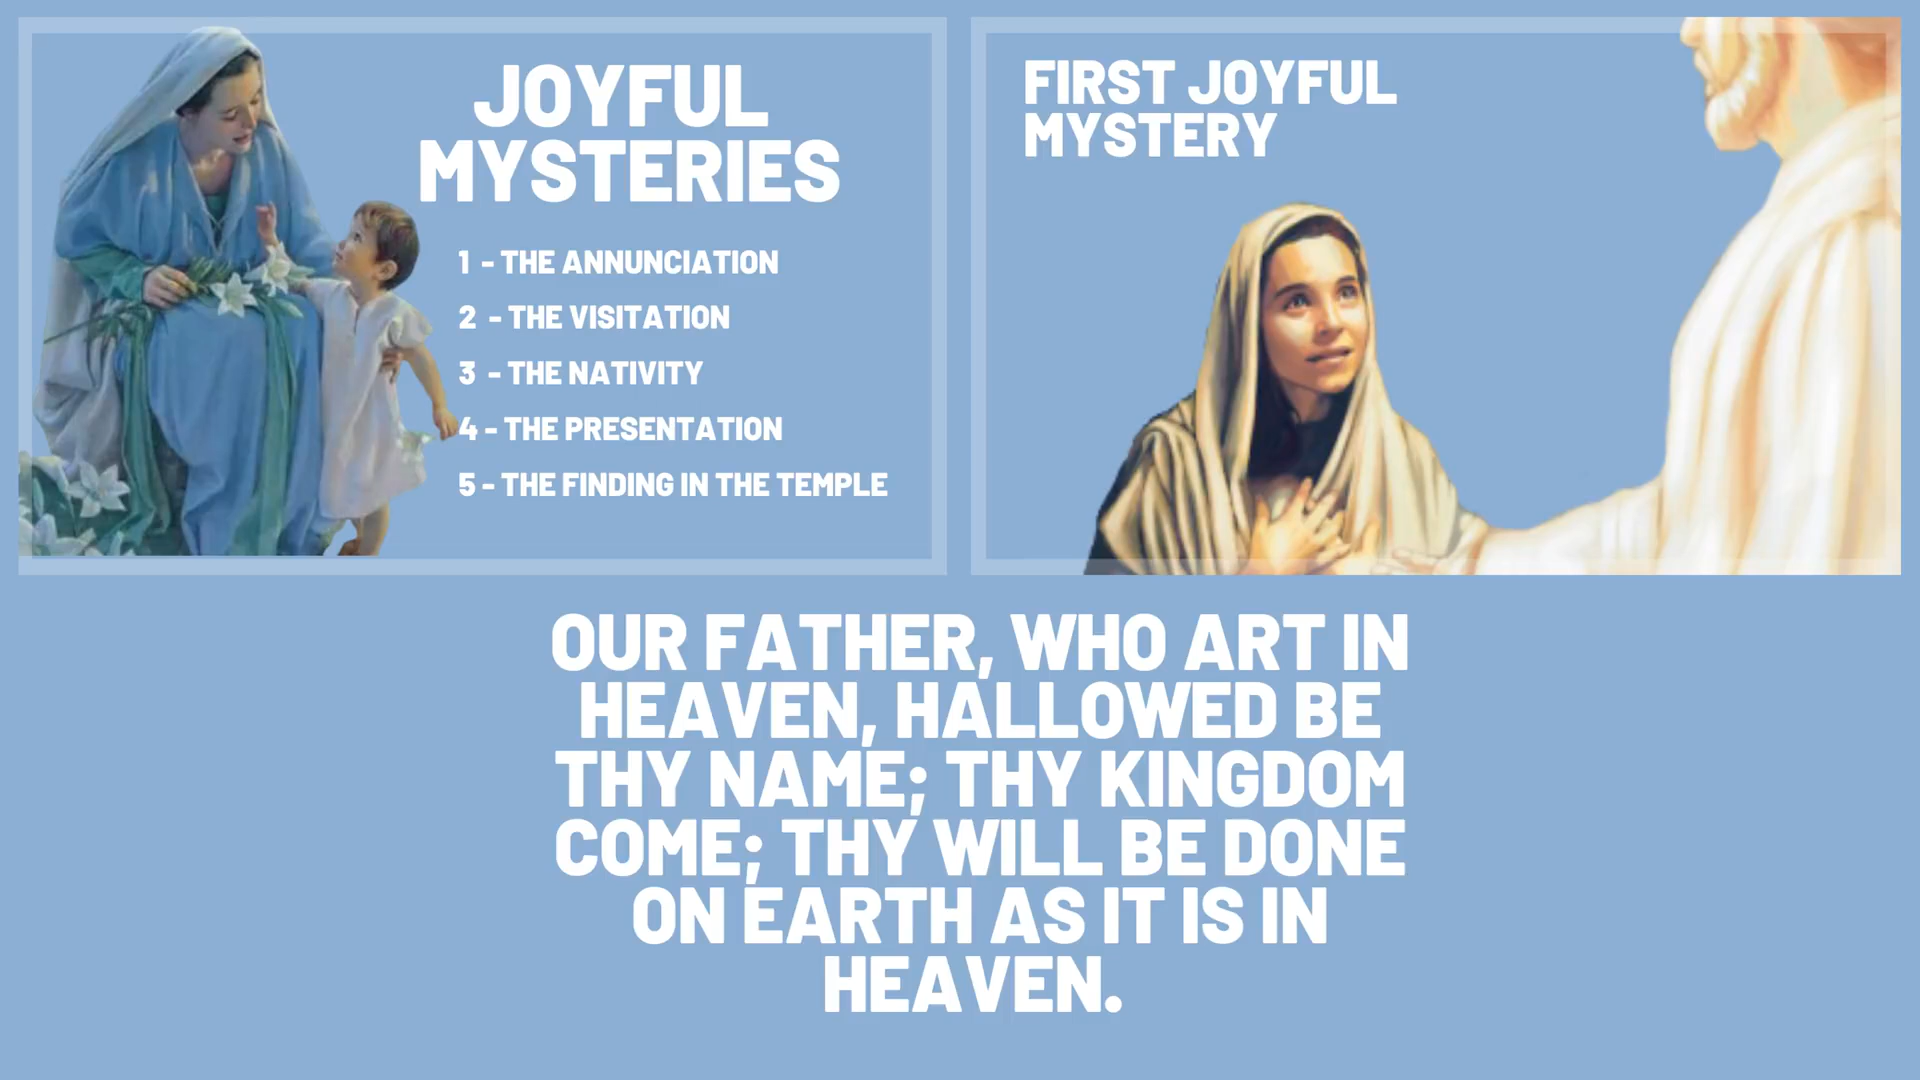 JOYFUL
MYSTERIES
1 - THE ANNUNCIATION
2 - THE VISITATION
3 - THE NATIVITY
4 - THE PRESENTATION
5 - THE FINDING IN THE TEMPLE
FIRST JOYFUL
MYSTERY
OUR FATHER, WHO ART IN
HEAVEN, HALLOWED BE
THY NAME; THY KINGDOM
COME; THY WILL BE DONE
ON EARTH AS IT IS IN
HEAVEN.